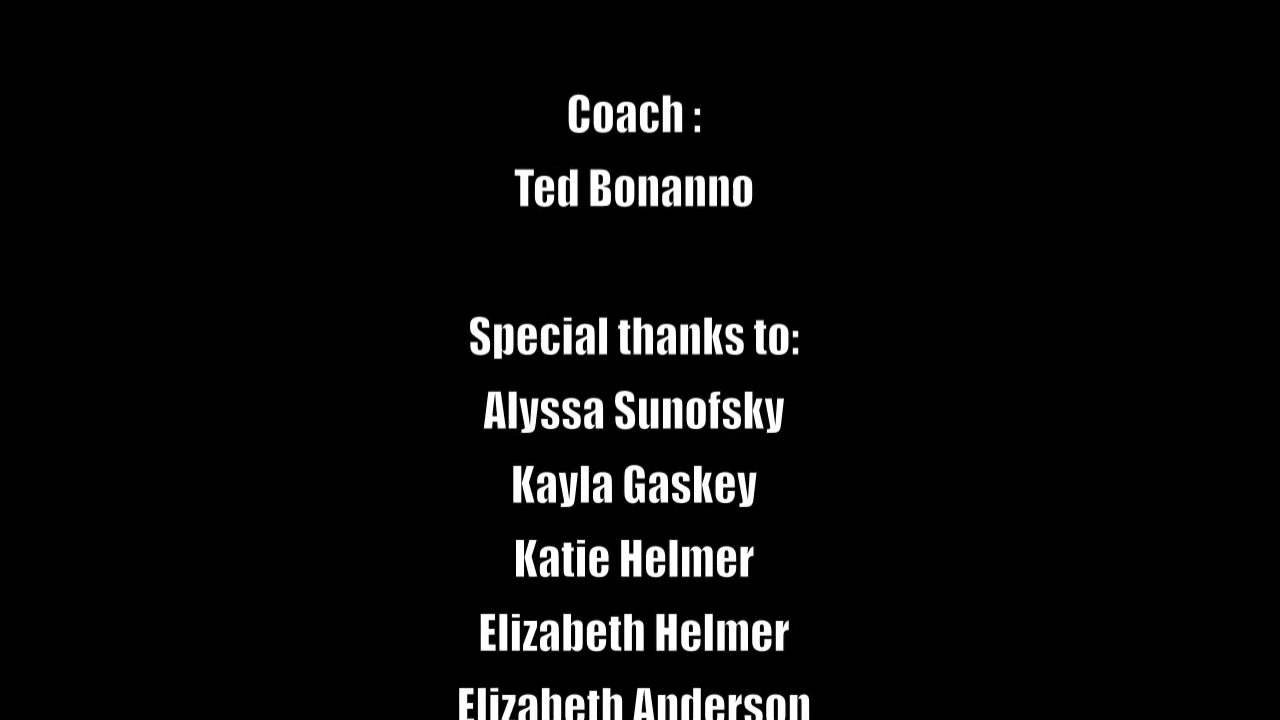 Coach :
Ted Bonanno
Special thanks to:
Alyssa Sunofsky
Kayla Gaskey
Katie Helmer
Elizabeth Helmer
Elizabeth Anderson